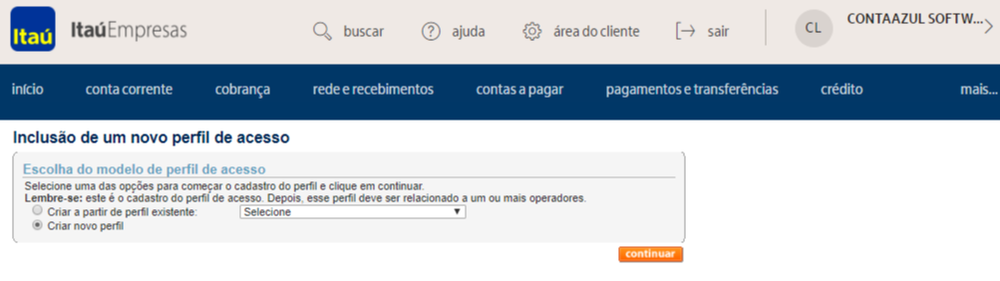 Itaú ItaúEmpresas buscar ? ajuda área do cliente sair CL CONTAAZUL SOFTW...
início conta corrente cobrança rede e recebimentos contas a pagar pagamentos e transferências crédito mais...
Inclusão de um novo perfil de acesso
Escolha do modelo de perfil de acesso
Selecione uma das opções para começar o cadastro do perfil e clique em continuar.
Lembre-se: este é o cadastro do perfil de acesso. Depois, esse perfil deve ser relacionado a um ou mais operadores.
Criar a partir de perfil existente: Selecione
Criar novo perfil
continuar